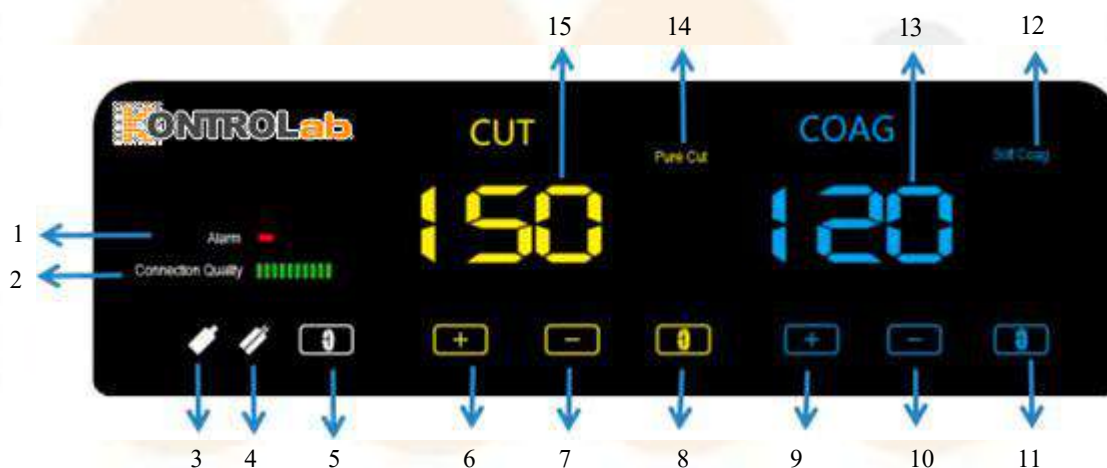 15 14 13 12
KONTROLab
CUT COAG
Pure Cut Soft Coag
150 120
1 Alarm
2 Connection Quality
+ − + −
3 4 5 6 7 8 9 10 11